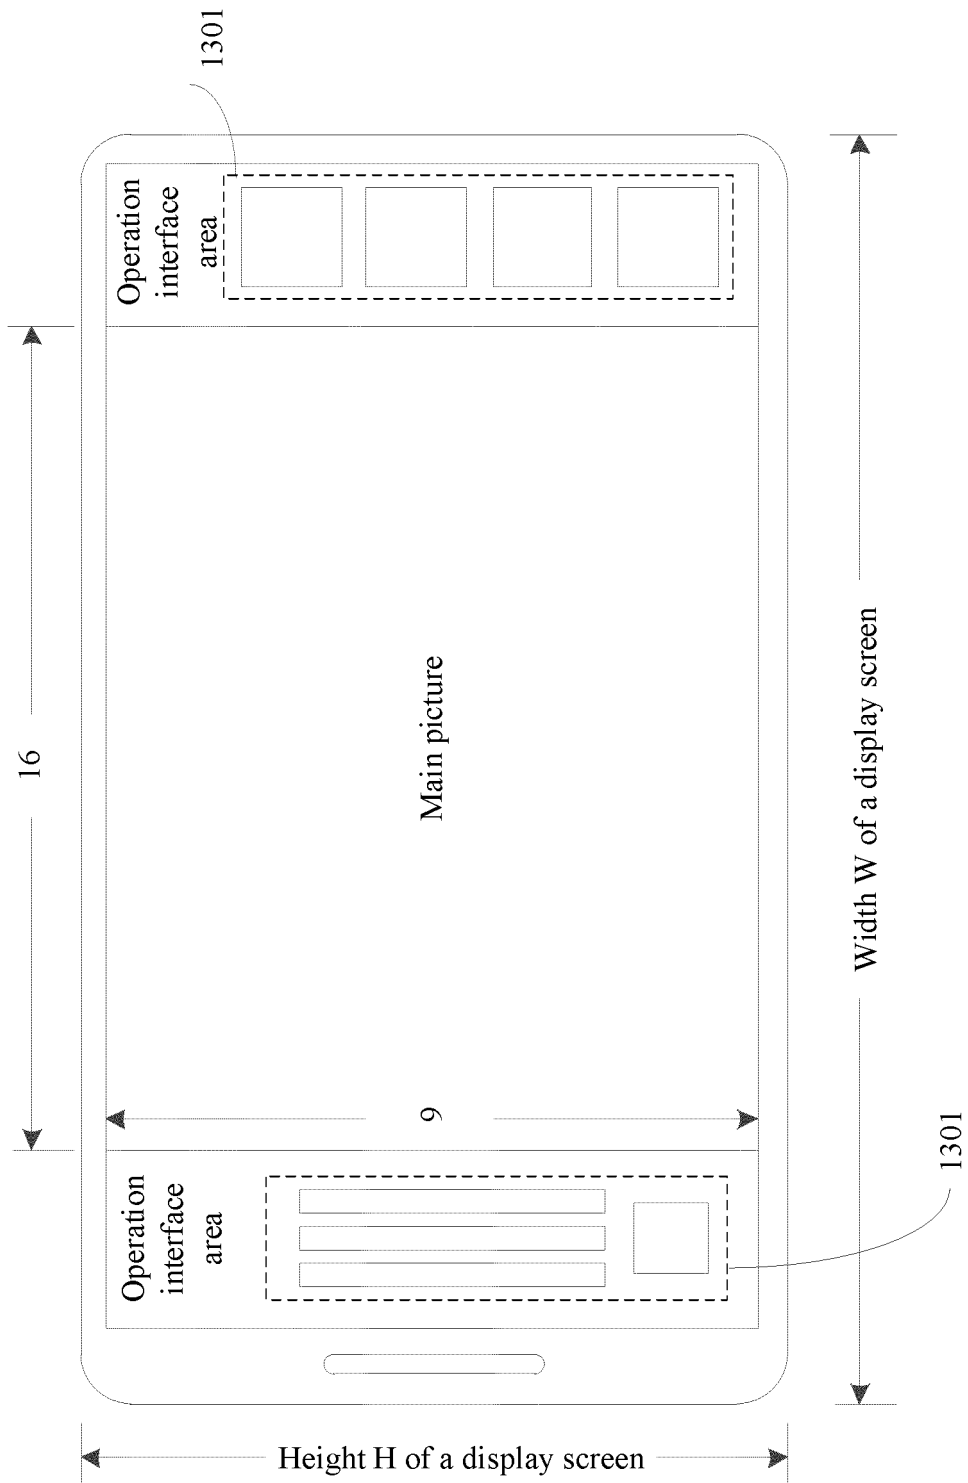 1301
Operation
interface
area
16
Main picture
Width W of a display screen
9
Operation
interface
area
1301
Height H of a display screen